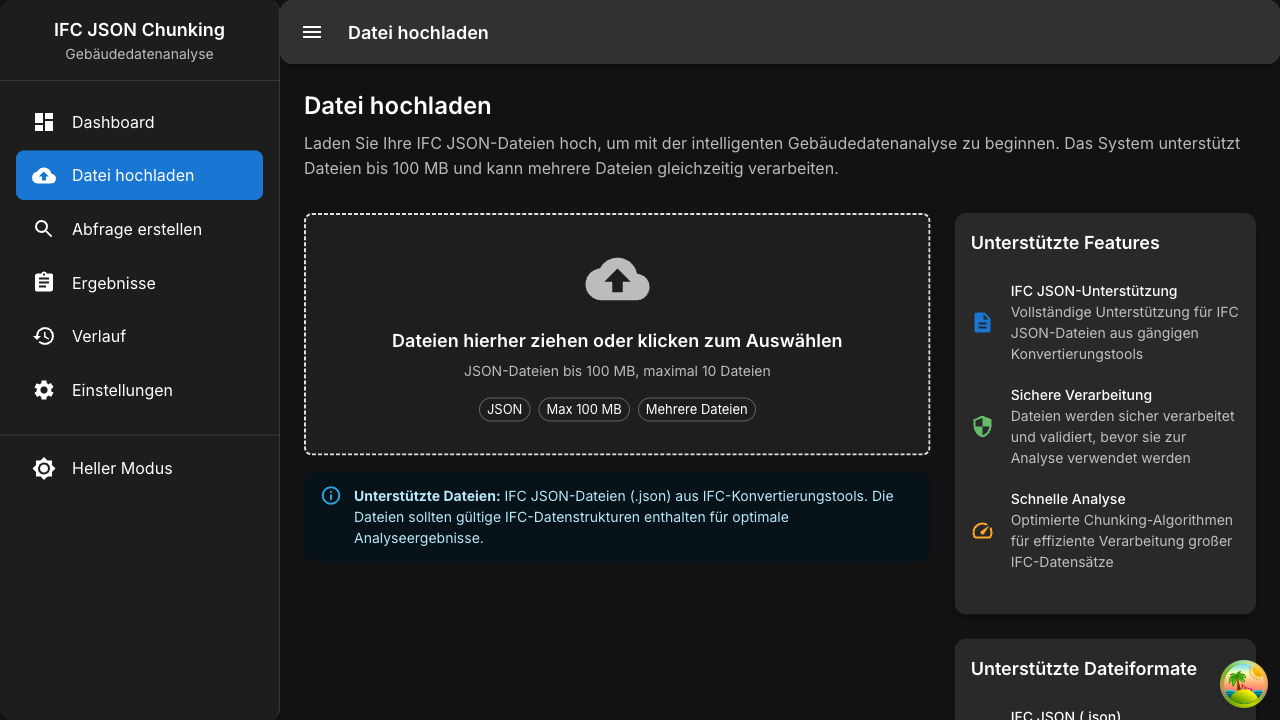 IFC JSON Chunking
Gebäudedatenanalyse
Dashboard
Datei hochladen
Abfrage erstellen
Ergebnisse
Verlauf
Einstellungen
Heller Modus
Datei hochladen
Datei hochladen
Laden Sie Ihre IFC JSON-Dateien hoch, um mit der intelligenten Gebäudedatenanalyse zu beginnen. Das System unterstützt
Dateien bis 100 MB und kann mehrere Dateien gleichzeitig verarbeiten.
Dateien hierher ziehen oder klicken zum Auswählen
JSON-Dateien bis 100 MB, maximal 10 Dateien
JSON Max 100 MB Mehrere Dateien
Unterstützte Dateien: IFC JSON-Dateien (.json) aus IFC-Konvertierungstools. Die
Dateien sollten gültige IFC-Datenstrukturen enthalten für optimale
Analyseergebnisse.
Unterstützte Features
IFC JSON-Unterstützung
Vollständige Unterstützung für IFC
JSON-Dateien aus gängigen
Konvertierungstools
Sichere Verarbeitung
Dateien werden sicher verarbeitet
und validiert, bevor sie zur
Analyse verwendet werden
Schnelle Analyse
Optimierte Chunking-Algorithmen
für effiziente Verarbeitung großer
IFC-Datensätze
Unterstützte Dateiformate
IFC JSON (.json)